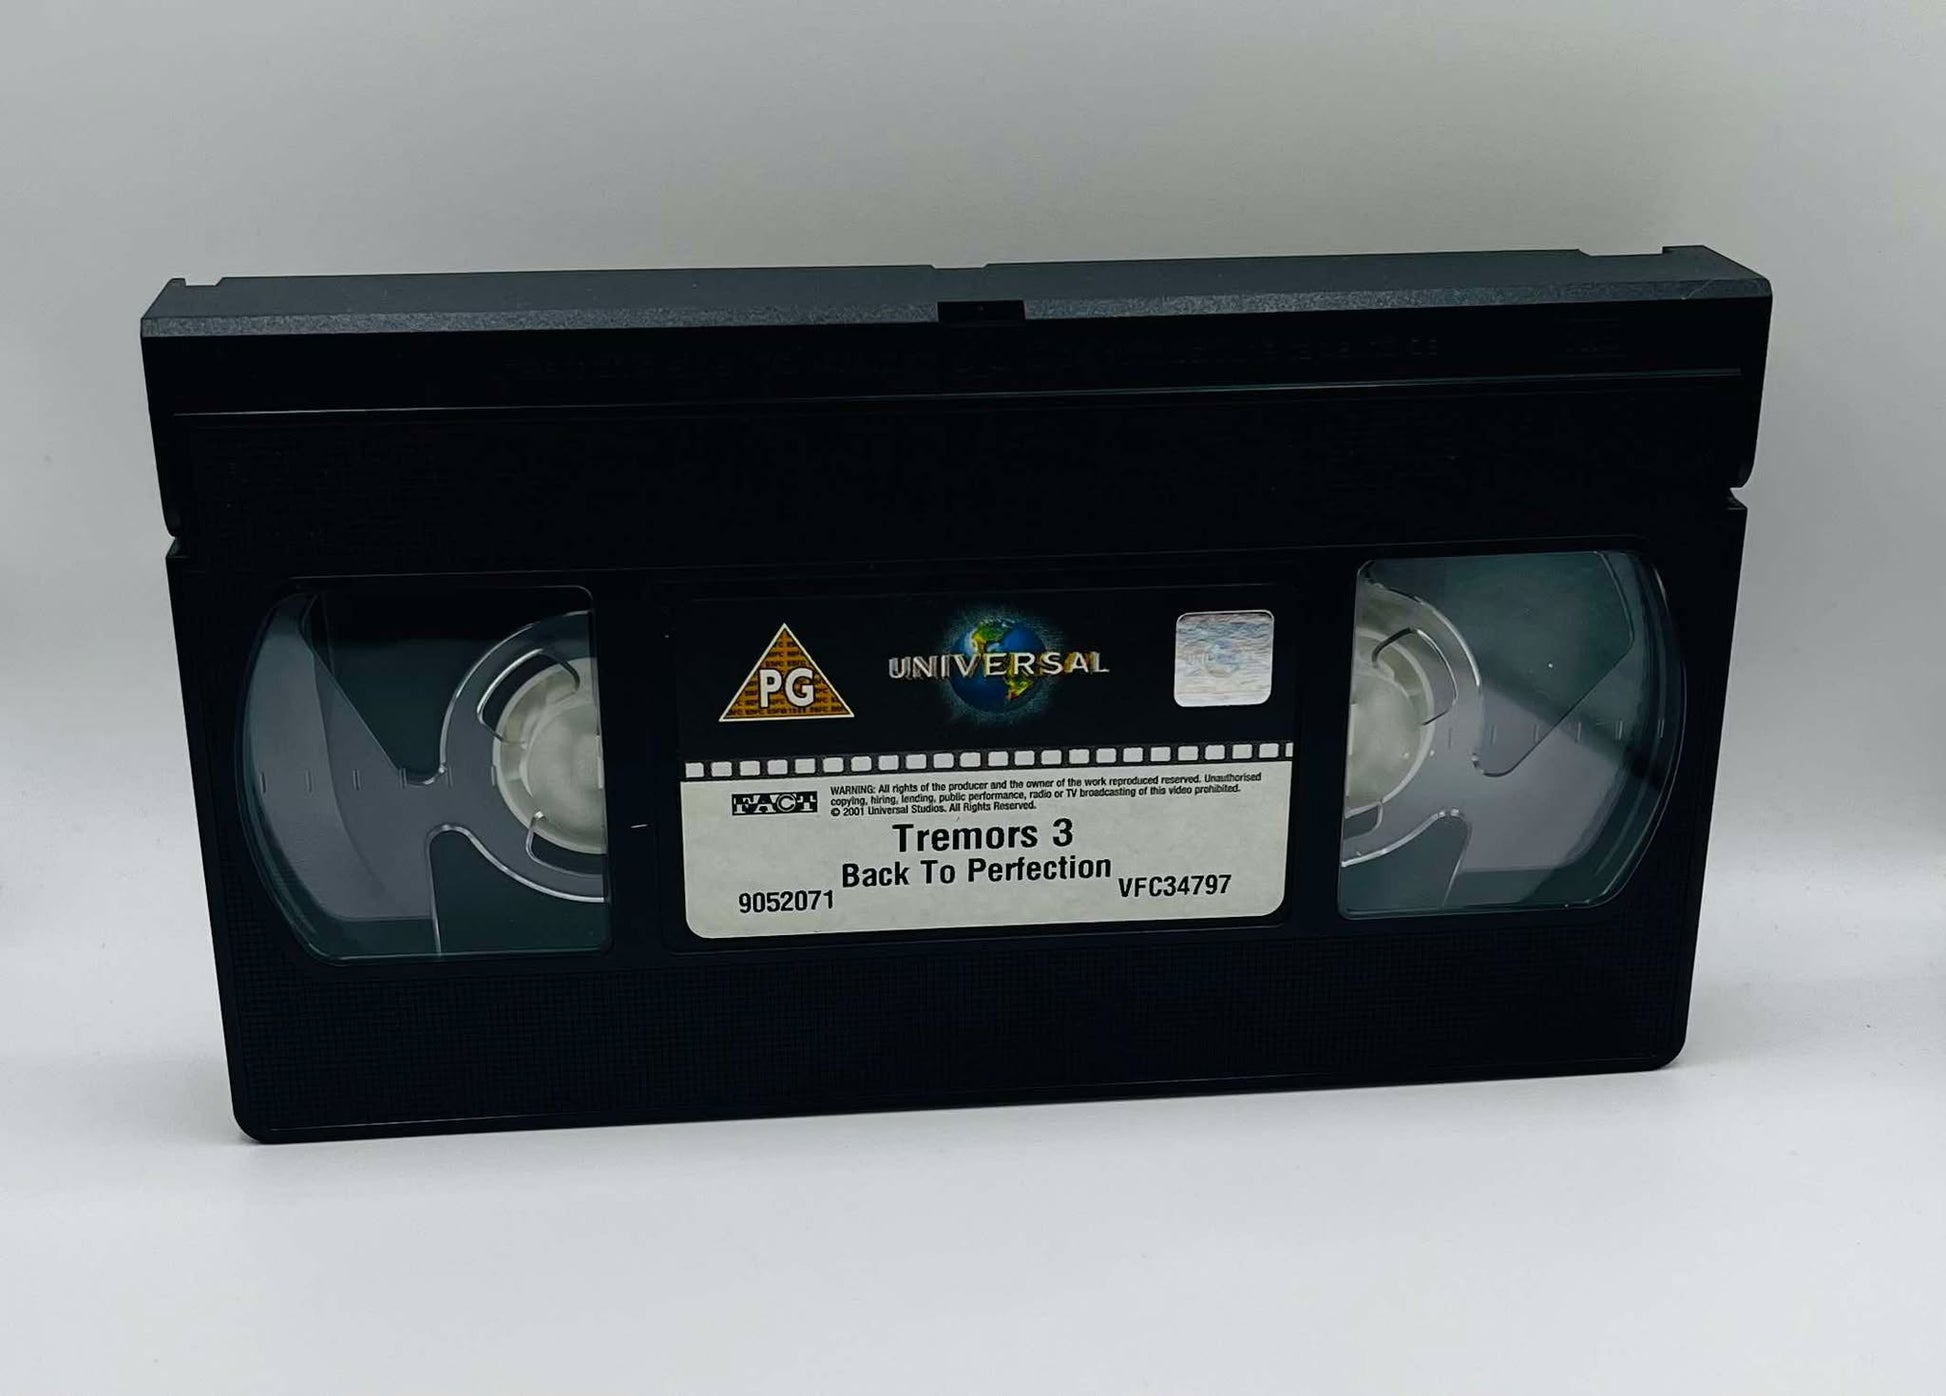 PG
UNIVERSAL
FACT
WARNING: All rights of the producer and the owner of the work reproduced reserved. Unauthorised
copying, hiring, lending, public performance, radio or TV broadcasting of this video prohibited.
© 2001 Universal Studios. All Rights Reserved.
Tremors 3
Back To Perfection
9052071
VFC34797